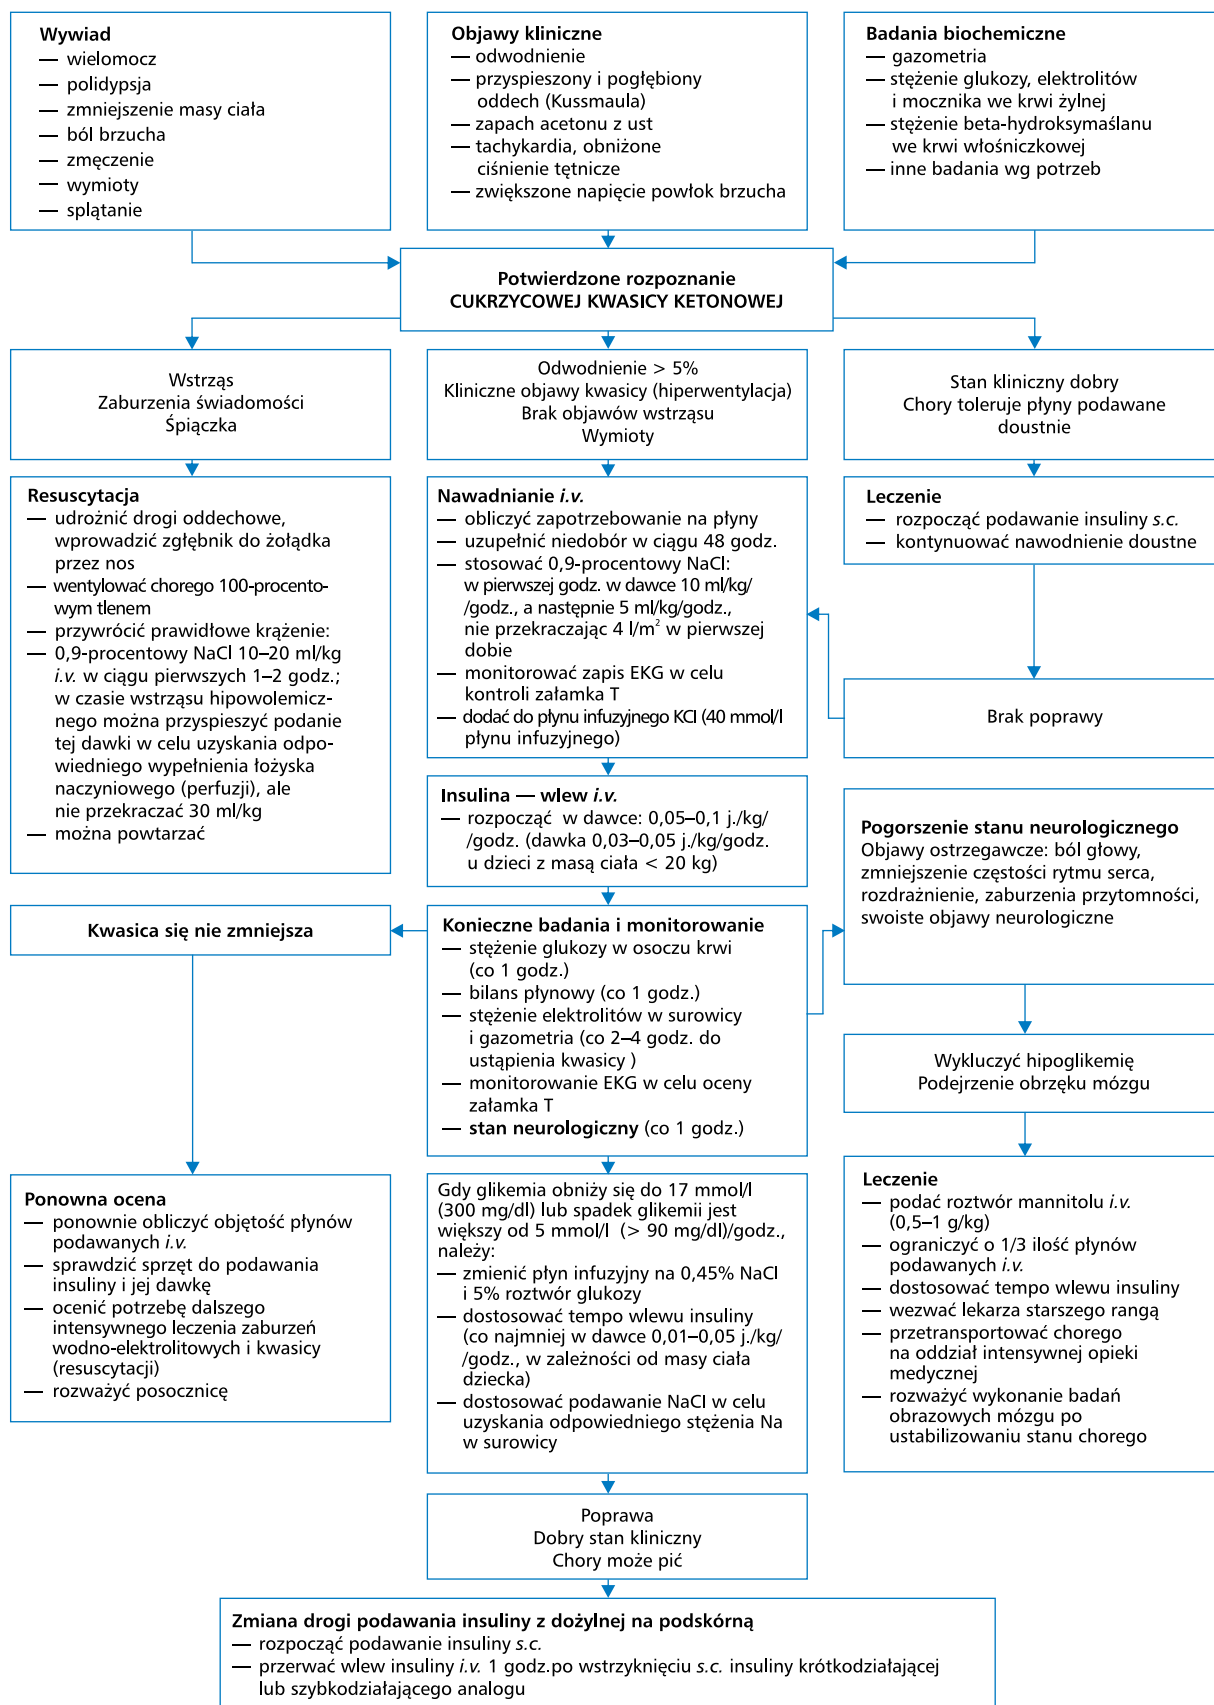 Wywiad
— wielomocz
— polidypsja
— zmniejszenie masy ciała
— ból brzucha
— zmęczenie
— wymioty
— splątanie
Objawy kliniczne
— odwodnienie
— przyspieszony i pogłębiony
oddech (Kussmaula)
— zapach acetonu z ust
— tachykardia, obniżone
ciśnienie tętnicze
— zwiększone napięcie powłok brzucha
Badania biochemiczne
— gazometria
— stężenie glukozy, elektrolitów
i mocznika we krwi żylnej
— stężenie beta-hydroksymaślanu
we krwi włośniczkowej
— inne badania wg potrzeb
Potwierdzone rozpoznanie
CUKRZYCOWEJ KWASICY KETONOWEJ
Wstrząs
Zaburzenia świadomości
Śpiączka
Odwodnienie > 5%
Kliniczne objawy kwasicy (hiperwentylacja)
Brak objawów wstrząsu
Wymioty
Stan kliniczny dobry
Chory toleruje płyny podawane
doustnie
Resuscytacja
— udrożnić drogi oddechowe,
wprowadzić zgłębnik do żołądka
przez nos
— wentylować chorego 100-procento-
wym tlenem
— przywrócić prawidłowe krążenie:
— 0,9-procentowy NaCl 10–20 ml/kg
i.v. w ciągu pierwszych 1–2 godz.;
w czasie wstrząsu hipowolemicz-
nego można przyspieszyć podanie
tej dawki w celu uzyskania odpo-
wiedniego wypełnienia łożyska
naczyniowego (perfuzji), ale
nie przekraczać 30 ml/kg
— można powtarzać
Nawadnianie i.v.
— obliczyć zapotrzebowanie na płyny
— uzupełnić niedobór w ciągu 48 godz.
— stosować 0,9-procentowy NaCl:
w pierwszej godz. w dawce 10 ml/kg/
/godz., a następnie 5 ml/kg/godz.,
nie przekraczając 4 l/m² w pierwszej
dobie
— monitorować zapis EKG w celu
kontroli załamka T
— dodać do płynu infuzyjnego KCl (40 mmol/l
płynu infuzyjnego)
Leczenie
— rozpocząć podawanie insuliny s.c.
— kontynuować nawodnienie doustne
Brak poprawy
Insulina — wlew i.v.
— rozpocząć w dawce: 0,05–0,1 j./kg/
/godz. (dawka 0,03–0,05 j./kg/godz.
u dzieci z masą ciała < 20 kg)
Pogorszenie stanu neurologicznego
Objawy ostrzegawcze: ból głowy,
zmniejszenie częstości rytmu serca,
rozdrażnienie, zaburzenia przytomności,
swoiste objawy neurologiczne
Kwasica się nie zmniejsza
Konieczne badania i monitorowanie
— stężenie glukozy w osoczu krwi
(co 1 godz.)
— bilans płynowy (co 1 godz.)
— stężenie elektrolitów w surowicy
i gazometria (co 2–4 godz. do
ustąpienia kwasicy )
— monitorowanie EKG w celu oceny
załamka T
— stan neurologiczny (co 1 godz.)
Wykluczyć hipoglikemię
Podejrzenie obrzęku mózgu
Ponowna ocena
— ponownie obliczyć objętość płynów
podawanych i.v.
— sprawdzić sprzęt do podawania
insuliny i jej dawkę
— ocenić potrzebę dalszego
intensywnego leczenia zaburzeń
wodno-elektrolitowych i kwasicy
(resuscytacji)
— rozważyć posocznicę
Gdy glikemia obniży się do 17 mmol/l
(300 mg/dl) lub spadek glikemii jest
większy od 5 mmol/l (> 90 mg/dl)/godz.,
należy:
— zmienić płyn infuzyjny na 0,45% NaCl
i 5% roztwór glukozy
— dostosować tempo wlewu insuliny
(co najmniej w dawce 0,01–0,05 j./kg/
/godz., w zależności od masy ciała
dziecka)
— dostosować podawanie NaCl w celu
uzyskania odpowiedniego stężenia Na
w surowicy
Leczenie
— podać roztwór mannitolu i.v.
(0,5–1 g/kg)
— ograniczyć o 1/3 ilość płynów
podawanych i.v.
— dostosować tempo wlewu insuliny
— wezwać lekarza starszego rangą
— przetransportować chorego
na oddział intensywnej opieki
medycznej
— rozważyć wykonanie badań
obrazowych mózgu po
ustabilizowaniu stanu chorego
Poprawa
Dobry stan kliniczny
Chory może pić
Zmiana drogi podawania insuliny z dożylnej na podskórną
— rozpocząć podawanie insuliny s.c.
— przerwać wlew insuliny i.v. 1 godz.po wstrzyknięciu s.c. insuliny krótkodziałającej
lub szybkodziałającego analogu